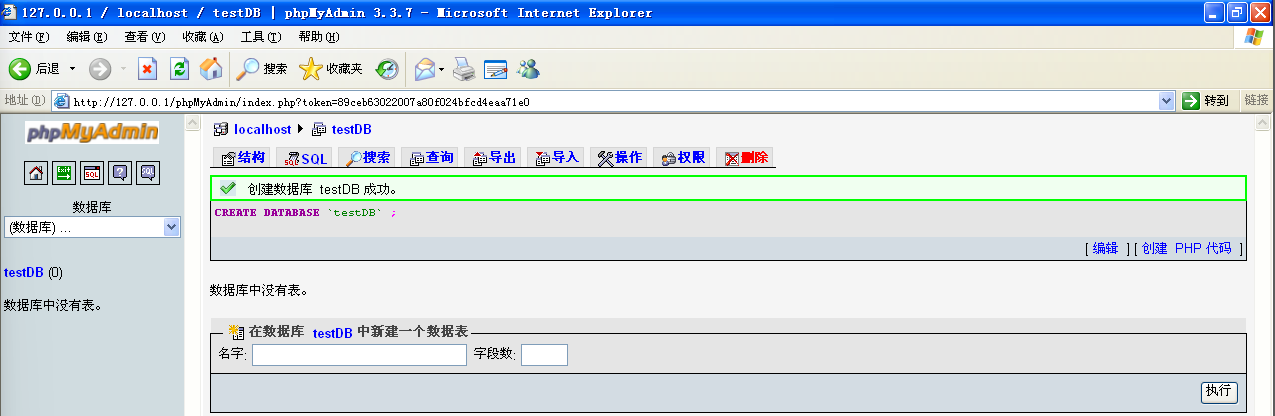 127.0.0.1 / localhost / testDB | phpMyAdmin 3.3.7 - Microsoft Internet Explorer
文件(F) 编辑(E) 查看(V) 收藏(A) 工具(T) 帮助(H)
后退 搜索 收藏夹
地址(D) http://127.0.0.1/phpMyAdmin/index.php?token=89ceb63022007a80f024bfcd4eaa71e0 转到 链接
phpMyAdmin
Exit SQL ? SQL
数据库
(数据库) ...
testDB (0)
数据库中没有表。
localhost testDB
结构 SQL 搜索 查询 导出 导入 操作 权限 删除
创建数据库 testDB 成功。
CREATE DATABASE `testDB` ;
[ 编辑 ] [ 创建 PHP 代码 ]
数据库中没有表。
在数据库 testDB 中新建一个数据表
名字: 字段数:
执行